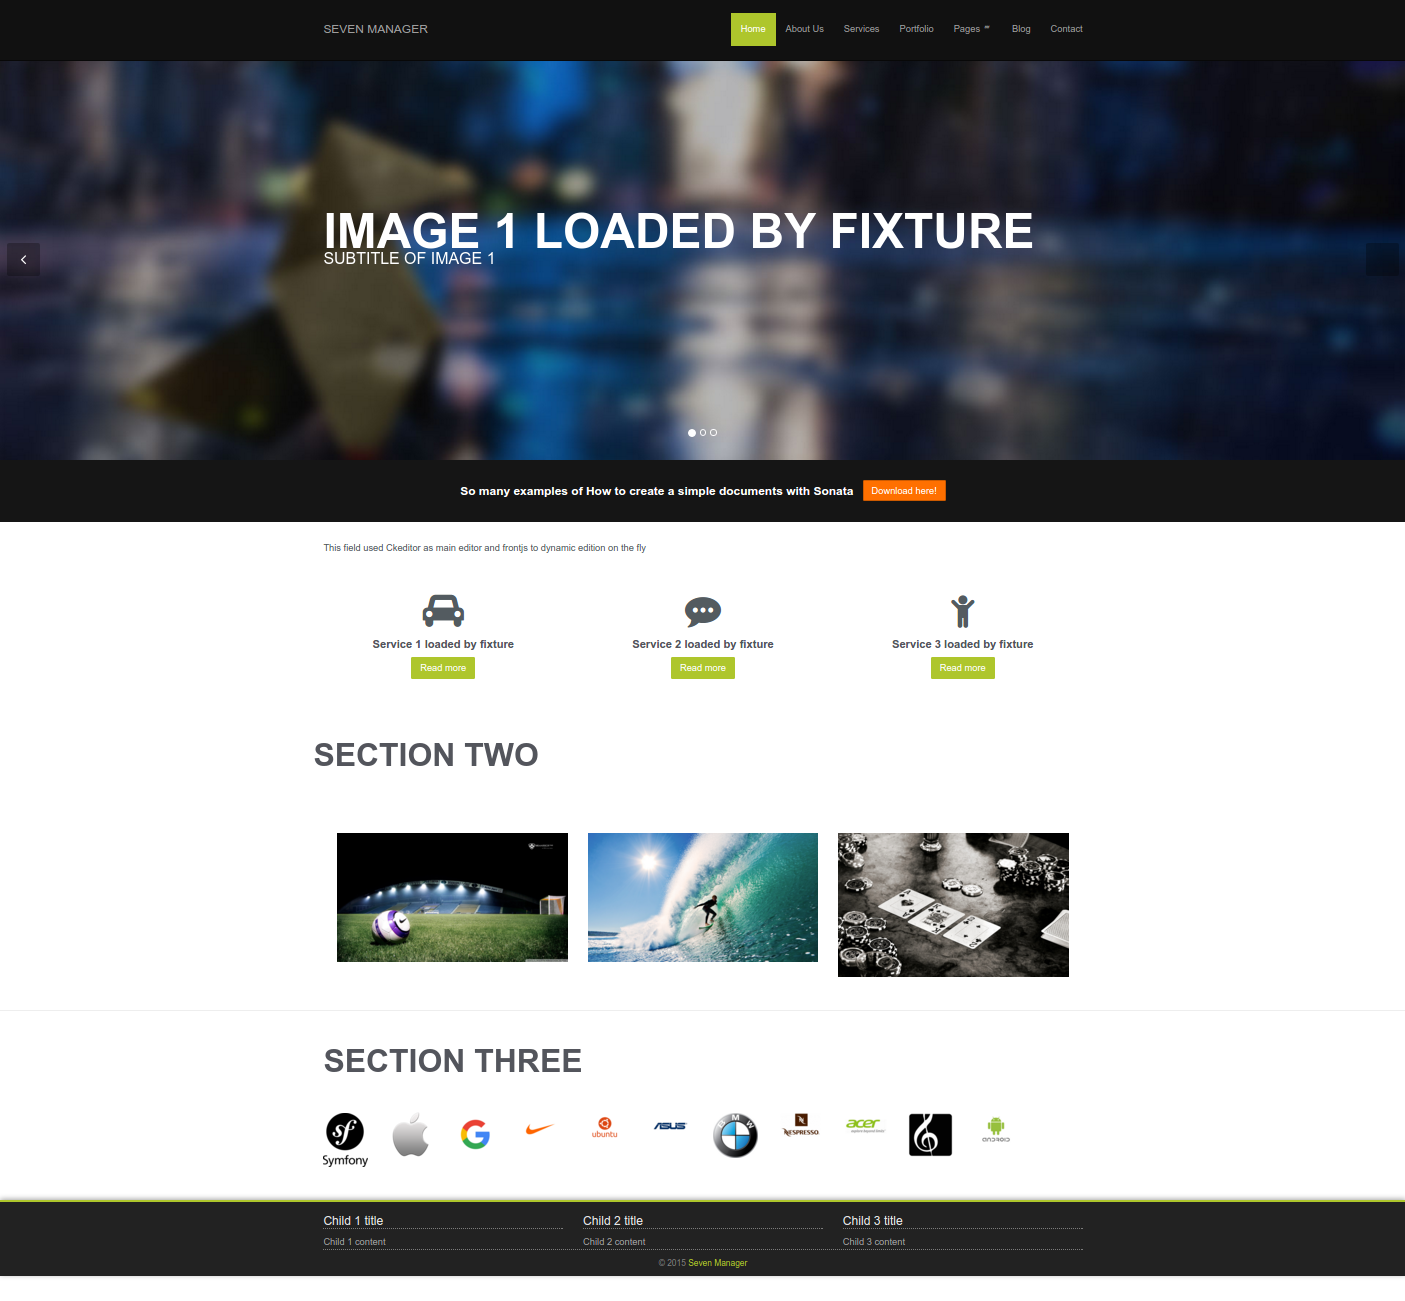 SEVEN MANAGER
Home About Us Services Portfolio Pages Blog Contact
IMAGE 1 LOADED BY FIXTURE
SUBTITLE OF IMAGE 1
So many examples of How to create a simple documents with Sonata Download here!
This field used Ckeditor as main editor and frontjs to dynamic edition on the fly
Service 1 loaded by fixture
Read more
Service 2 loaded by fixture
Read more
Service 3 loaded by fixture
Read more
SECTION TWO
SECTION THREE
sf
Symfony
G
ubuntu
ASUS
BMW
NESPRESSO
acer
ANDROID
Child 1 title
Child 1 content
Child 2 title
Child 2 content
Child 3 title
Child 3 content
© 2015 Seven Manager